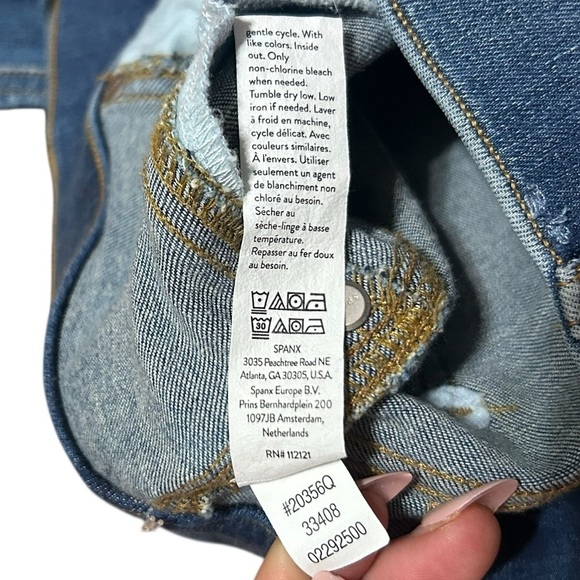 gentle cycle. With
like colors. Inside
out. Only
non-chlorine bleach
when needed.
Tumble dry low. Low
iron if needed. Laver
à froid en machine,
cycle délicat. Avec
couleurs similaires.
À l'envers. Utiliser
seulement un agent
de blanchiment non
chloré au besoin.
Sécher au
sèche-linge à basse
température.
Repasser au fer doux
au besoin.
30
SPANX
3035 Peachtree Road NE
Atlanta, GA 30305, U.S.A.
Spanx Europe B.V.
Prins Bernhardplein 200
1097JB Amsterdam,
Netherlands
RN# 112121
#20356Q
33408
02292500